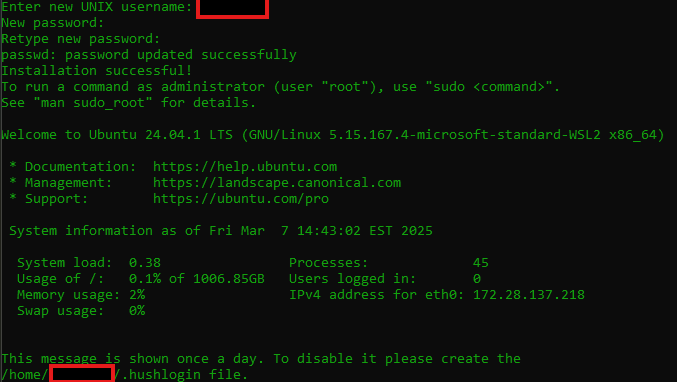 Enter new UNIX username:
New password:
Retype new password:
passwd: password updated successfully
Installation successful!
To run a command as administrator (user "root"), use "sudo <command>".
See "man sudo_root" for details.
Welcome to Ubuntu 24.04.1 LTS (GNU/Linux 5.15.167.4-microsoft-standard-WSL2 x86_64)
* Documentation: https://help.ubuntu.com
* Management: https://landscape.canonical.com
* Support: https://ubuntu.com/pro
System information as of Fri Mar 7 14:43:02 EST 2025
System load: 0.38 Processes: 45
Usage of /: 0.1% of 1006.85GB Users logged in: 0
Memory usage: 2% IPv4 address for eth0: 172.28.137.218
Swap usage: 0%
This message is shown once a day. To disable it please create the
/home/ /.hushlogin file.